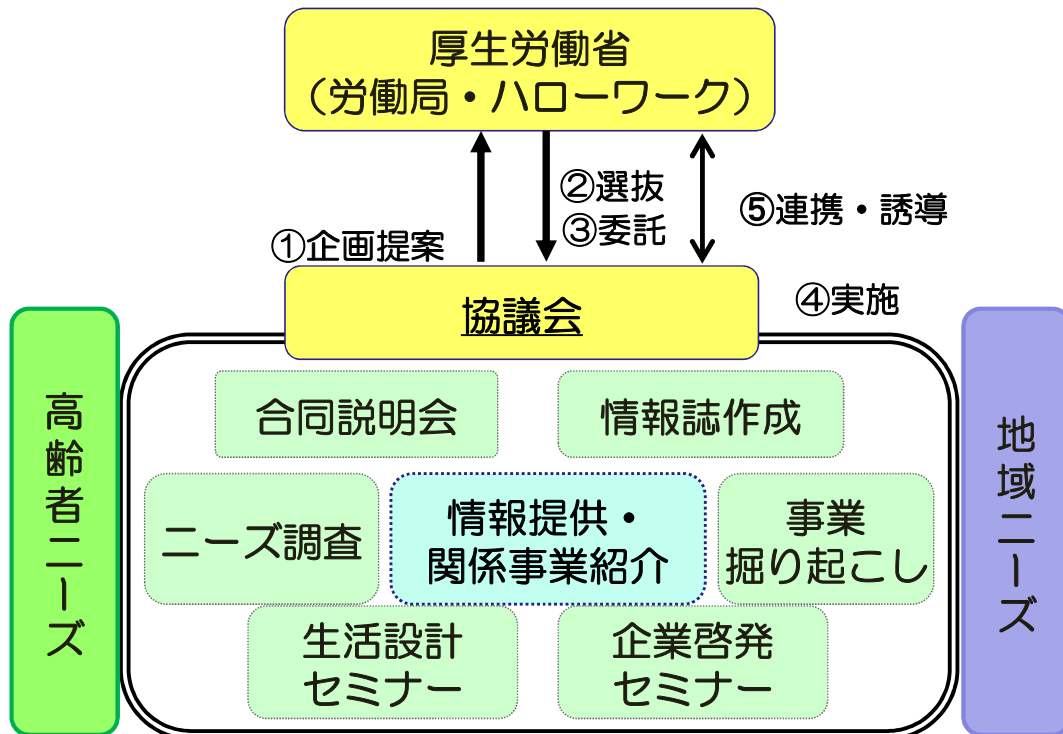 厚生労働省
（労働局・ハローワーク）
②選抜
③委託
⑤連携・誘導
①企画提案
④実施
協議会
高齢者ニーズ
地域ニーズ
合同説明会
情報誌作成
ニーズ調査
情報提供・
関係事業紹介
事業
掘り起こし
生活設計
セミナー
企業啓発
セミナー